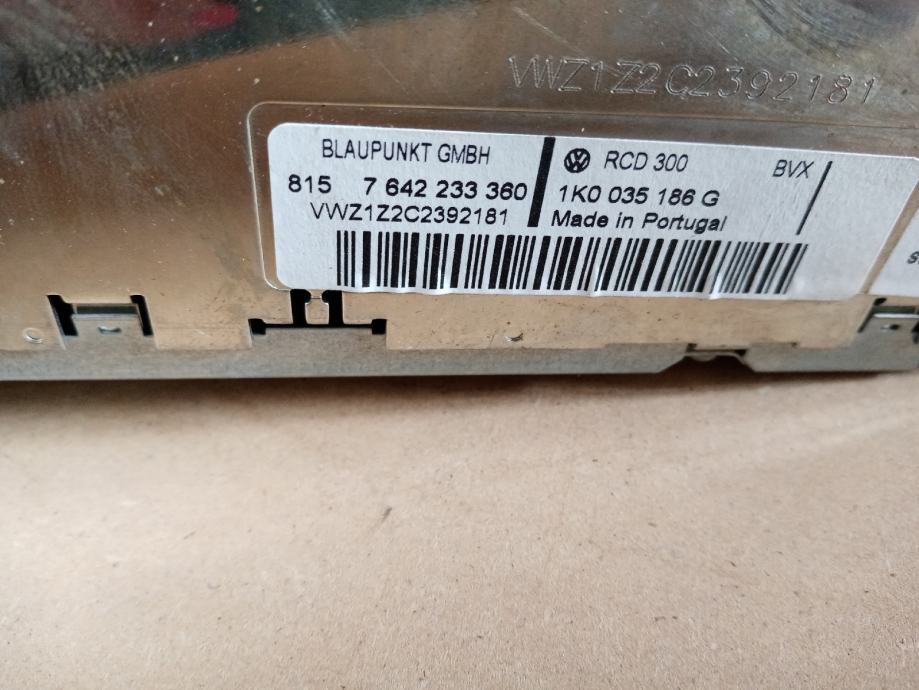 VWZ1Z2C2392181
BLAUPUNKT GMBH
815 7 642 233 360
VWZ1Z2C2392181
RCD 300 BVX
1K0 035 186 G
Made in Portugal